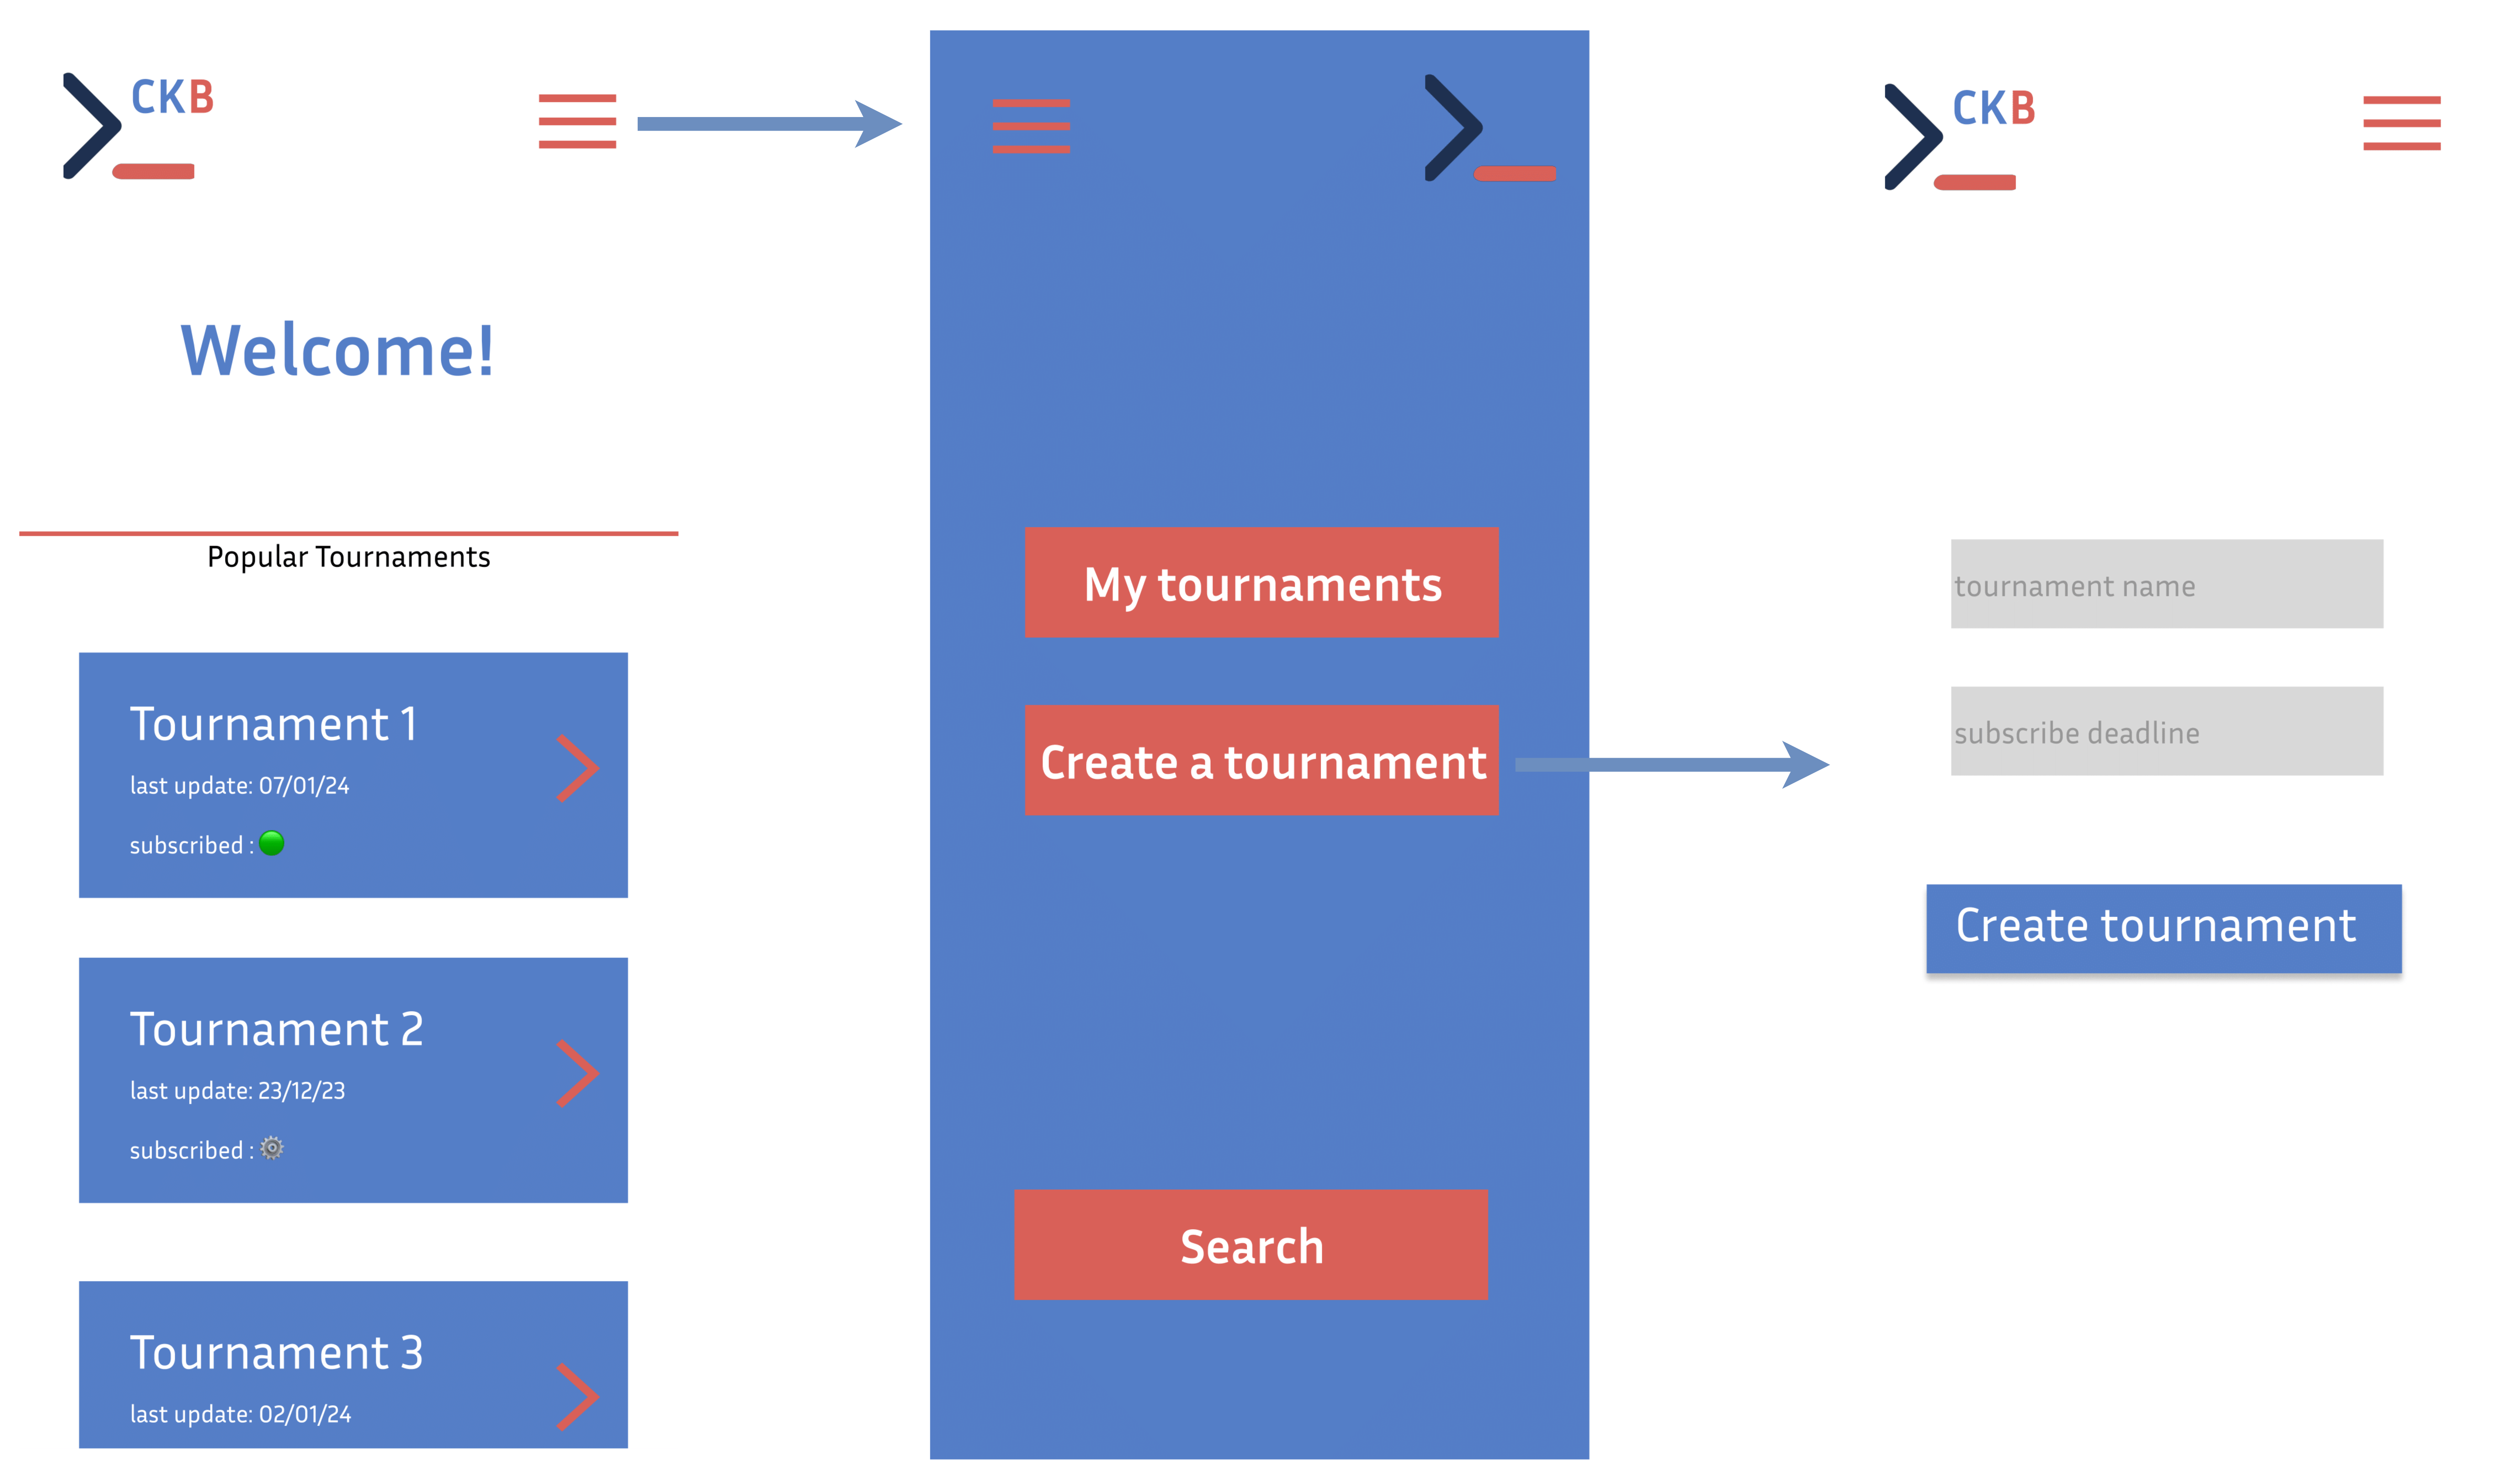 CKB
Welcome!
Popular Tournaments
Tournament 1
last update: 07/01/24
subscribed :
Tournament 2
last update: 23/12/23
subscribed :
Tournament 3
last update: 02/01/24
My tournaments
Create a tournament
Search
CKB
tournament name
subscribe deadline
Create tournament